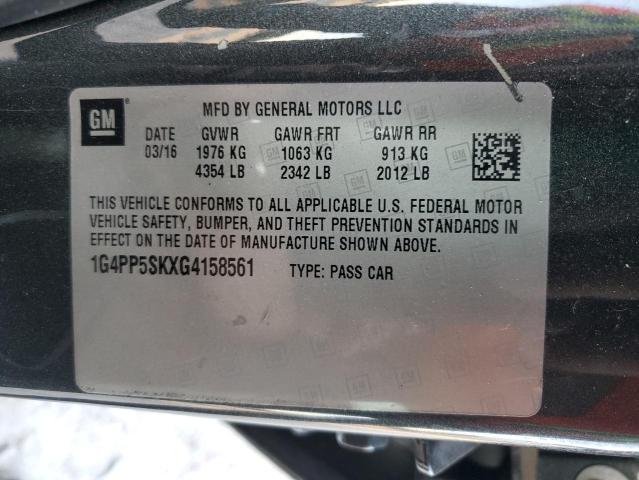 GM MFD BY GENERAL MOTORS LLC
DATE GVWR GAWR FRT GAWR RR
03/16 1976 KG 1063 KG 913 KG
4354 LB 2342 LB 2012 LB
THIS VEHICLE CONFORMS TO ALL APPLICABLE U.S. FEDERAL MOTOR
VEHICLE SAFETY, BUMPER, AND THEFT PREVENTION STANDARDS IN
EFFECT ON THE DATE OF MANUFACTURE SHOWN ABOVE.
1G4PP5SKXG4158561 TYPE: PASS CAR